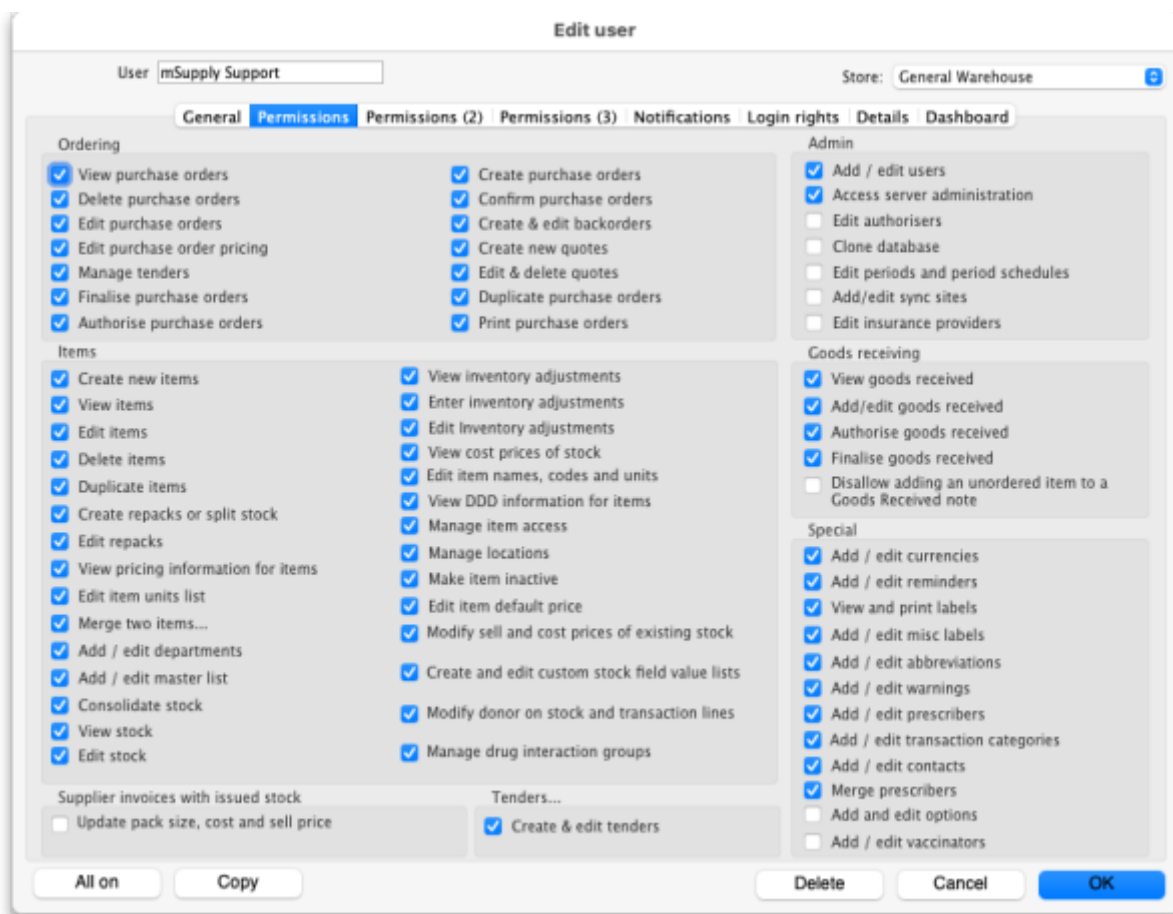 Edit user
User mSupply Support
Store: General Warehouse
General Permissions Permissions (2) Permissions (3) Notifications Login rights Details Dashboard
Ordering
View purchase orders
Delete purchase orders
Edit purchase orders
Edit purchase order pricing
Manage tenders
Finalise purchase orders
Authorise purchase orders
Create purchase orders
Confirm purchase orders
Create & edit backorders
Create new quotes
Edit & delete quotes
Duplicate purchase orders
Print purchase orders
Items
Create new items
View items
Edit items
Delete items
Duplicate items
Create repacks or split stock
Edit repacks
View pricing information for items
Edit item units list
Merge two items...
Add / edit departments
Add / edit master list
Consolidate stock
View stock
Edit stock
View inventory adjustments
Enter inventory adjustments
Edit Inventory adjustments
View cost prices of stock
Edit item names, codes and units
View DDD information for items
Manage item access
Manage locations
Make item inactive
Edit item default price
Modify sell and cost prices of existing stock
Create and edit custom stock field value lists
Modify donor on stock and transaction lines
Manage drug interaction groups
Supplier invoices with issued stock
Update pack size, cost and sell price
Tenders...
Create & edit tenders
Admin
Add / edit users
Access server administration
Edit authorisers
Clone database
Edit periods and period schedules
Add/edit sync sites
Edit insurance providers
Goods receiving
View goods received
Add/edit goods received
Authorise goods received
Finalise goods received
Disallow adding an unordered item to a
Goods Received note
Special
Add / edit currencies
Add / edit reminders
View and print labels
Add / edit misc labels
Add / edit abbreviations
Add / edit warnings
Add / edit prescribers
Add / edit transaction categories
Add / edit contacts
Merge prescribers
Add and edit options
Add / edit vaccinators
All on
Copy
Delete
Cancel
OK